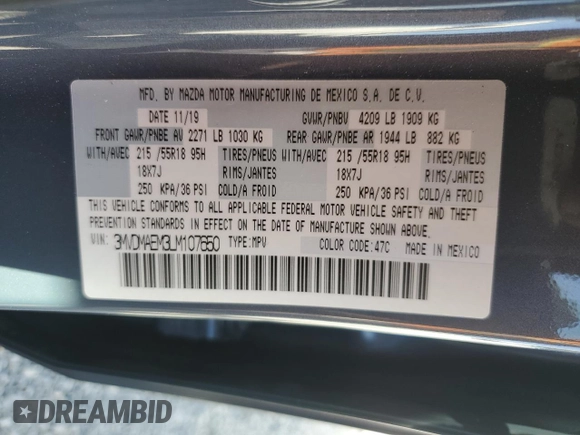 MFD. BY MAZDA MOTOR MANUFACTURING DE MEXICO S.A. DE C.V.
DATE 11/19 GVWR/PNBV 4209 LB 1909 KG
FRONT GAWR/PNBE AV 2271 LB 1030 KG REAR GAWR/PNBE AR 1944 LB 882 KG
WITH/AVEC 215 /55R18 95H TIRES/PNEUS WITH/AVEC 215 /55R18 95H TIRES/PNEUS
18X7J RIMS/JANTES 18X7J RIMS/JANTES
250 KPA/36 PSI COLD/A FROID 250 KPA/36 PSI COLD/A FROID
THIS VEHICLE CONFORMS TO ALL APPLICABLE FEDERAL MOTOR VEHICLE SAFETY AND THEFT
PREVENTION STANDARDS IN EFFECT ON THE DATE OF MANUFACTURE SHOWN ABOVE.
VIN: 3MVDMAEM3LM107650 TYPE:MPV COLOR CODE:47C MADE IN MEXICO
DREAMBID